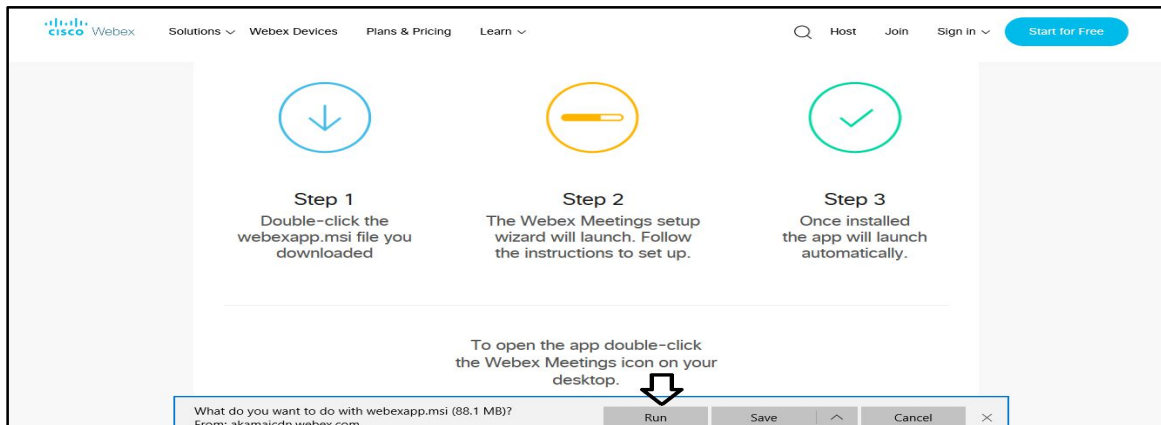 cisco Webex Solutions Webex Devices Plans & Pricing Learn Host Join Sign in Start for Free
Step 1
Double-click the
webexapp.msi file you
downloaded
Step 2
The Webex Meetings setup
wizard will launch. Follow
the instructions to set up.
Step 3
Once installed
the app will launch
automatically.
To open the app double-click
the Webex Meetings icon on your
desktop.
What do you want to do with webexapp.msi (88.1 MB)?
From: akamaicdn.webex.com
Run Save Cancel